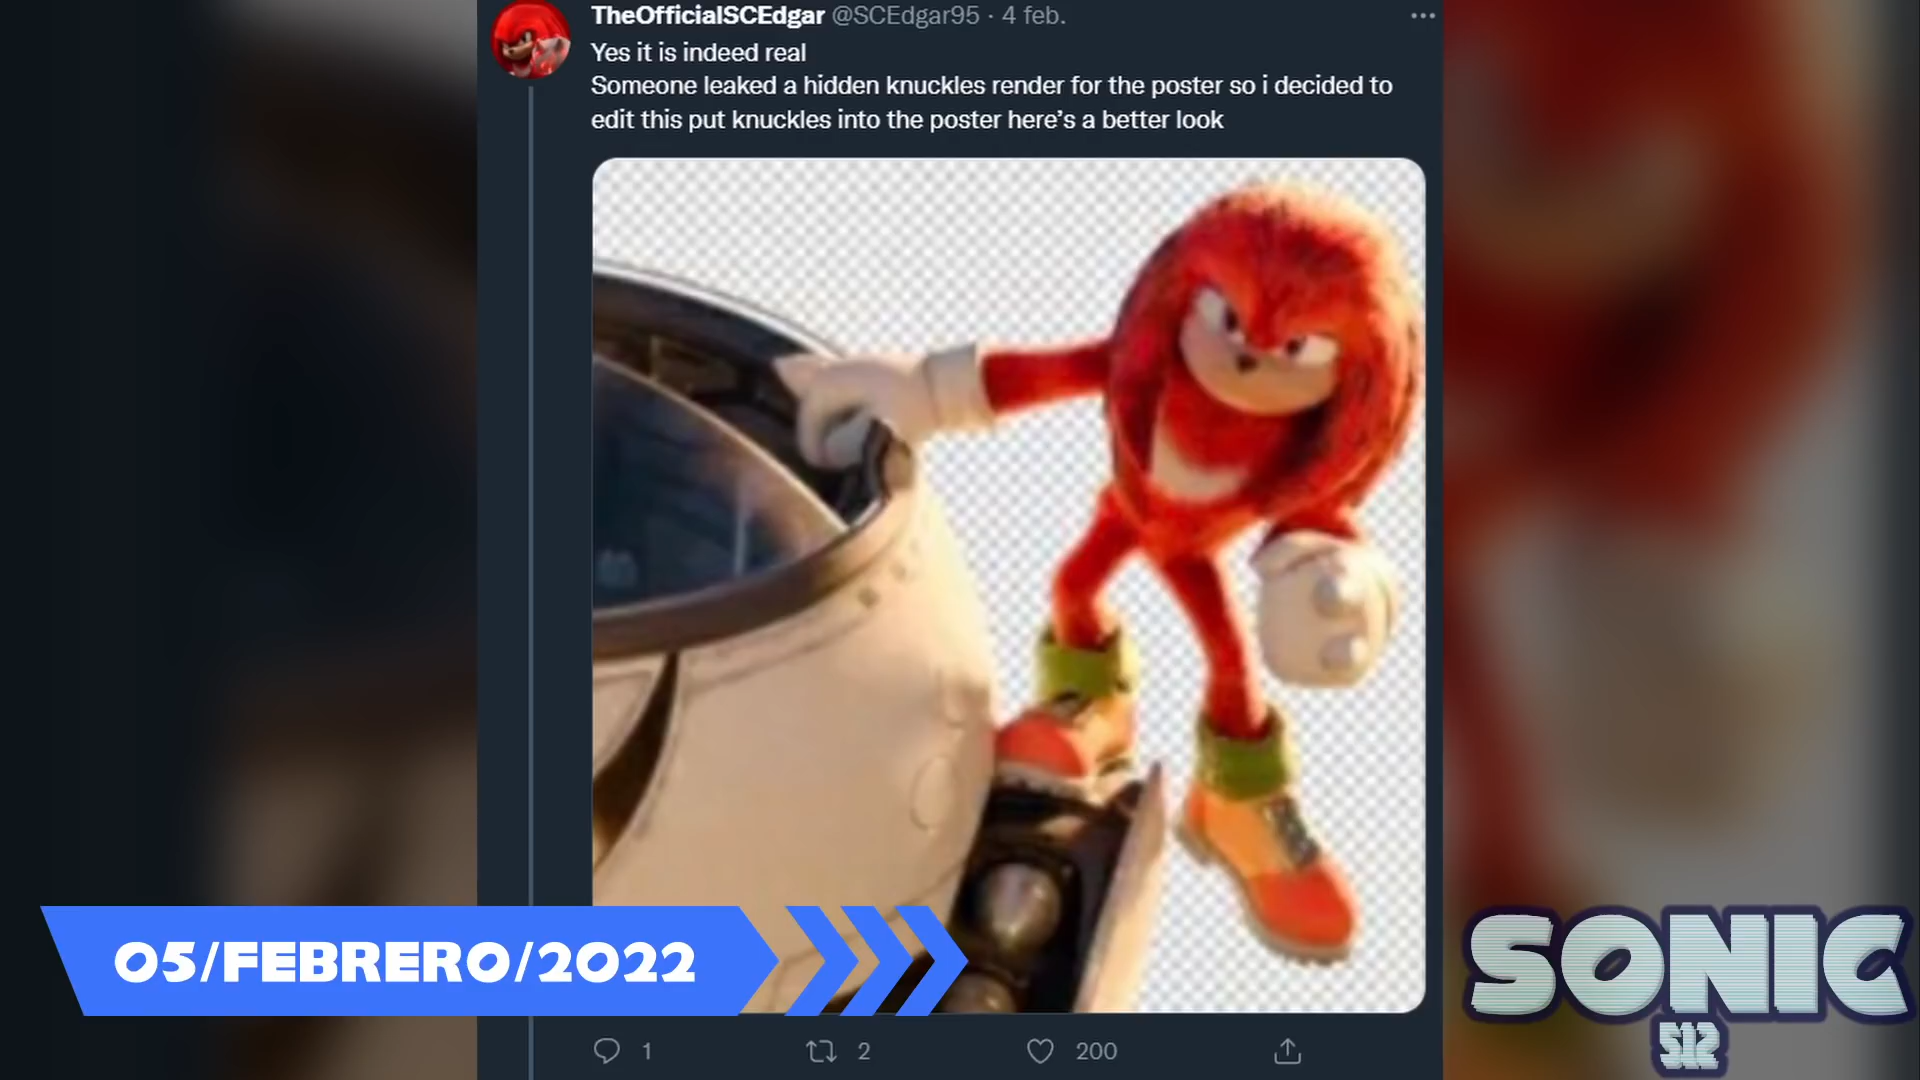 TheOfficialSCEdgar @SCEdgar95 · 4 feb.
Yes it is indeed real
Someone leaked a hidden knuckles render for the poster so i decided to
edit this put knuckles into the poster here’s a better look
05/FEBRERO/2022
SONIC
512
1 2 200